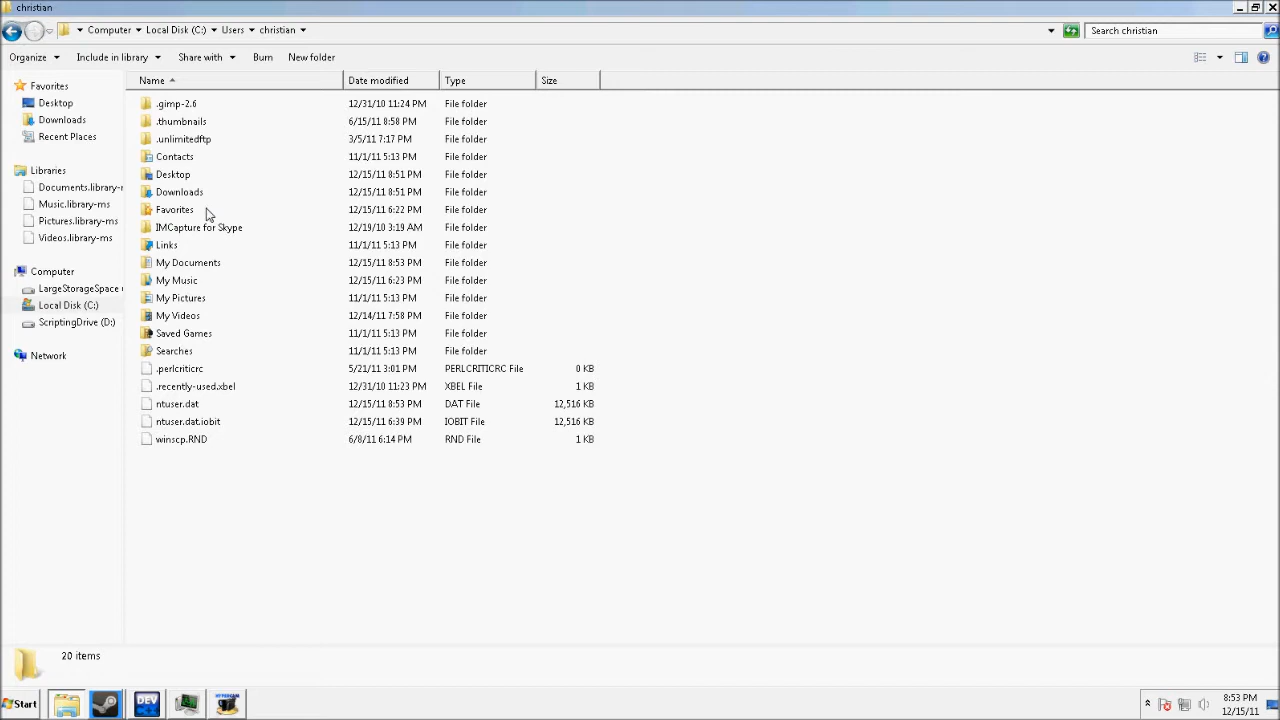 christian
Computer Local Disk (C:) Users christian
Search christian
Organize Include in library Share with Burn New folder
Name Date modified Type Size
Favorites
Desktop
Downloads
Recent Places
Libraries
Documents.library-
Music.library-ms
Pictures.library-ms
Videos.library-ms
Computer
LargeStorageSpace
Local Disk (C:)
ScriptingDrive (D:)
Network
.gimp-2.6 12/31/10 11:24 PM File folder
.thumbnails 6/15/11 8:58 PM File folder
.unlimitedftp 3/5/11 7:17 PM File folder
Contacts 11/1/11 5:13 PM File folder
Desktop 12/15/11 8:51 PM File folder
Downloads 12/15/11 8:51 PM File folder
Favorites 12/15/11 6:22 PM File folder
IMCapture for Skype 12/19/10 3:19 AM File folder
Links 11/1/11 5:13 PM File folder
My Documents 12/15/11 8:53 PM File folder
My Music 12/15/11 6:23 PM File folder
My Pictures 11/1/11 5:13 PM File folder
My Videos 12/14/11 7:58 PM File folder
Saved Games 11/1/11 5:13 PM File folder
Searches 11/1/11 5:13 PM File folder
.perlcriticrc 5/21/11 3:01 PM PERLCRITICRC File 0 KB
.recently-used.xbel 12/31/10 11:23 PM XBEL File 1 KB
ntuser.dat 12/15/11 8:53 PM DAT File 12,516 KB
ntuser.dat.iobit 12/15/11 6:39 PM IOBIT File 12,516 KB
winscp.RND 6/8/11 6:14 PM RND File 1 KB
20 items
Start
DEV
8:53 PM
12/15/11